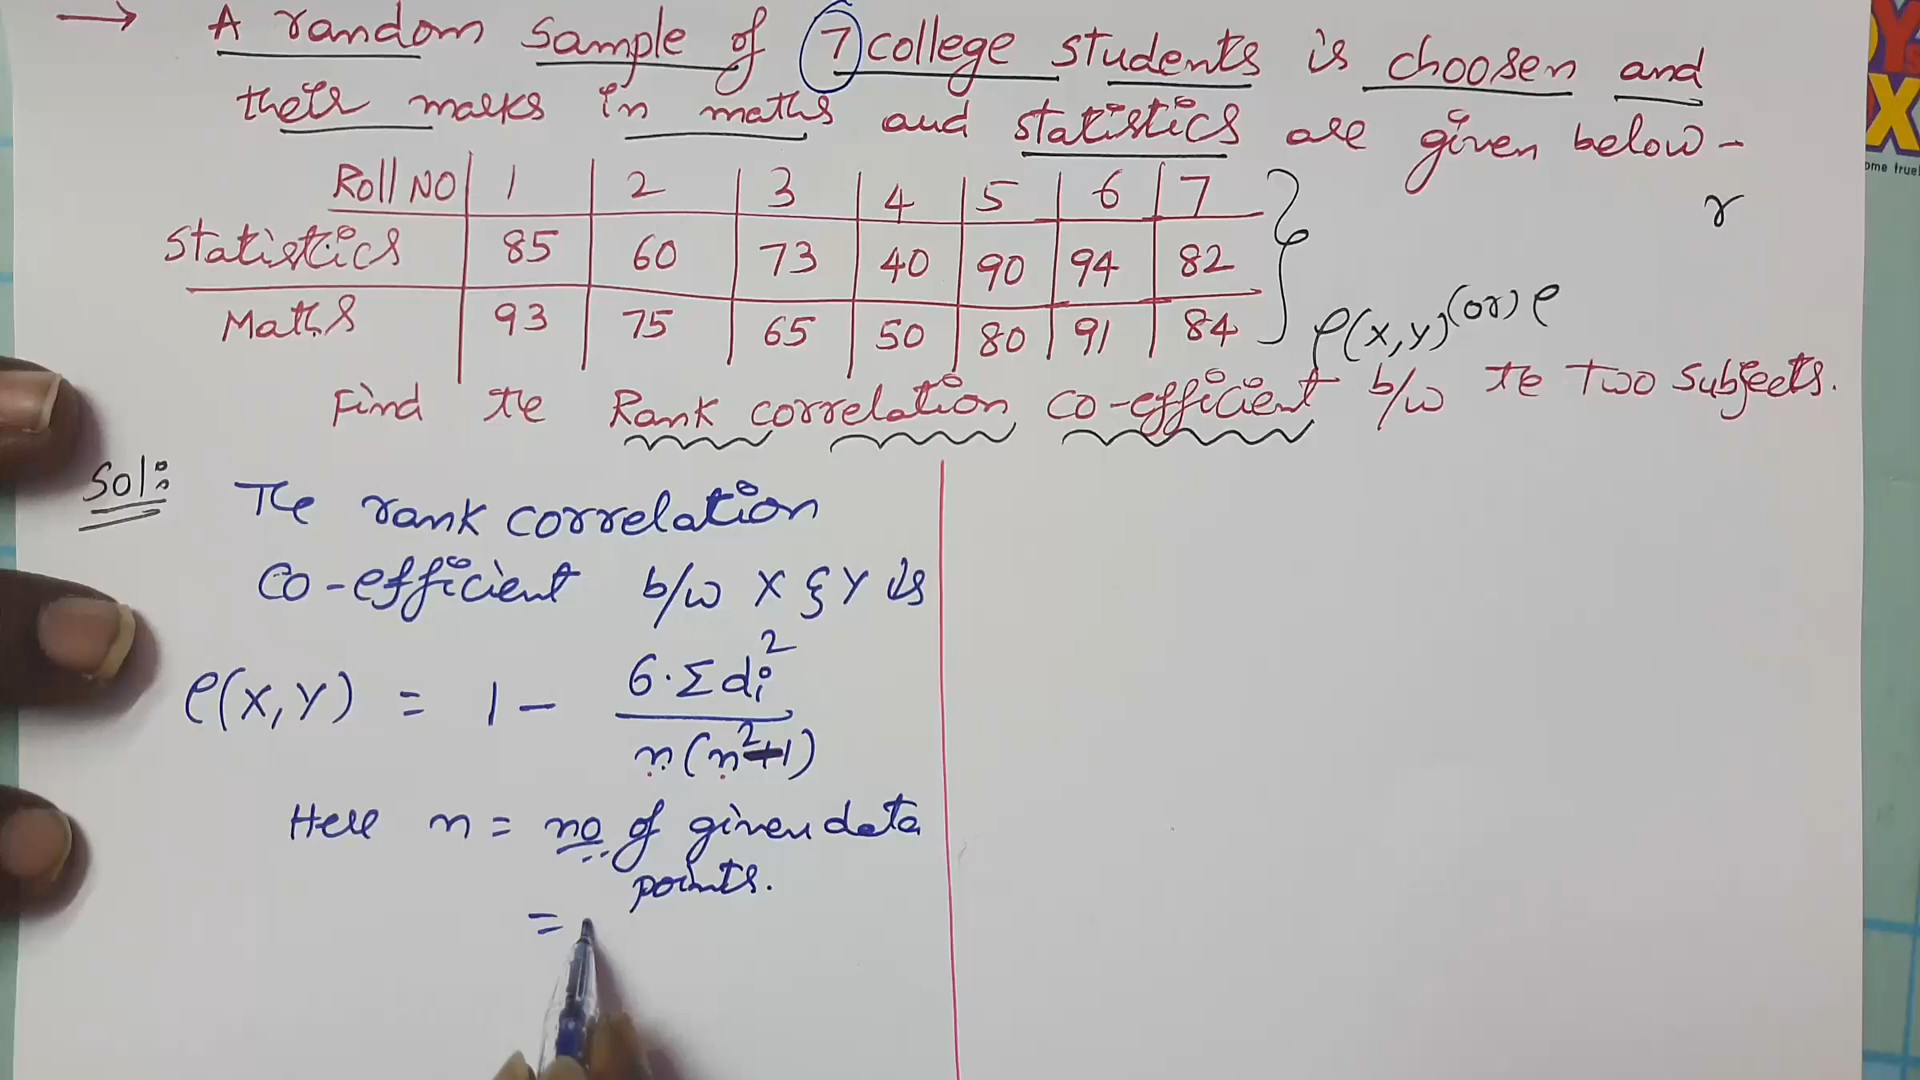 → A random sample of 7 college students is choosen and
their marks in maths and statistics are given below-
Roll NO 1 2 3 4 5 6 7
Statistics 85 60 73 40 90 94 82
Maths 93 75 65 50 80 91 84
r
ρ(X,Y) (or) ρ
Find the Rank correlation co-efficient b/w the two subjects.
Sol:
The rank correlation
co-efficient b/w X & Y is
ρ(X,Y) = 1 - 6·Σdi² / n(n²-1)
Here n = no of given data
points.
=
ome true!